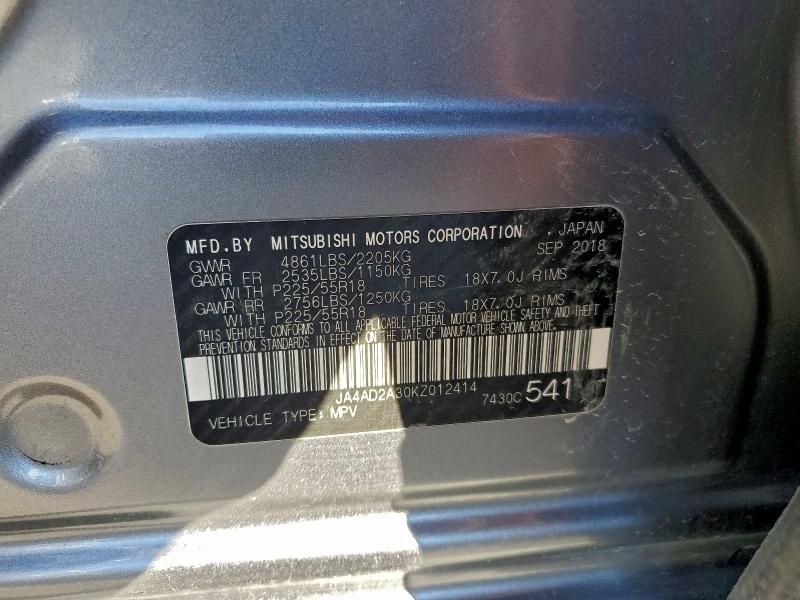 MFD.BY MITSUBISHI MOTORS CORPORATION , JAPAN
GVWR 4861LBS/2205KG SEP 2018
GAWR FR 2535LBS/1150KG
WITH P225/55R18 TIRES 18X7.0J RIMS
GAWR RR 2756LBS/1250KG
WITH P225/55R18 TIRES 18X7.0J RIMS
THIS VEHICLE CONFORMS TO ALL APPLICABLE FEDERAL MOTOR VEHICLE SAFETY AND THEFT
PREVENTION STANDARDS IN EFFECT ON THE DATE OF MANUFACTURE SHOWN ABOVE.
JA4AD2A30KZ012414
7430C 541
VEHICLE TYPE: MPV